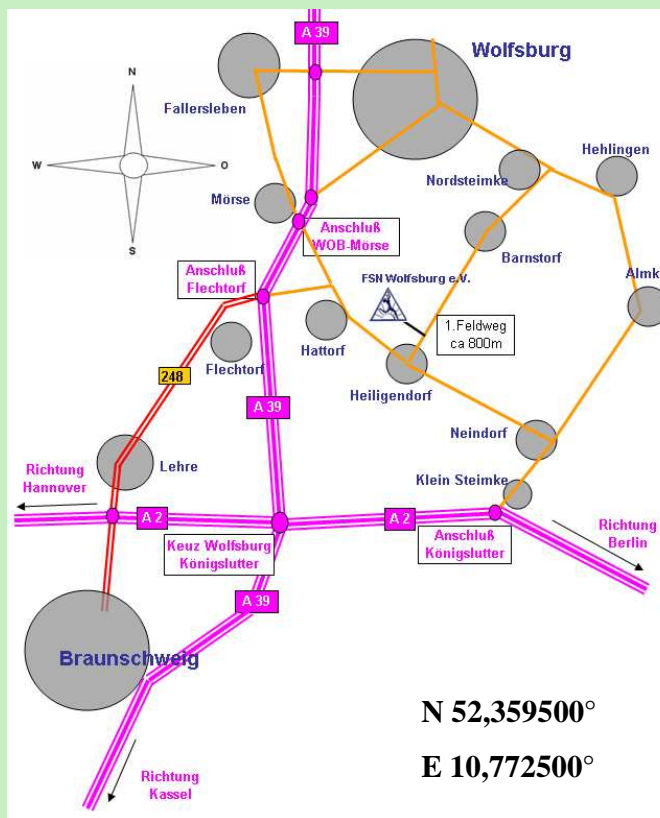 A 39
Wolfsburg
Fallersleben
N
W
O
S
Hehlingen
Nordsteimke
Mörse
Anschluß
WOB-Mörse
Barnstorf
Anschluß
Flechtorf
FSN Wolfsburg e.V.
Almk
1.Feldweg
ca 800m
Hattorf
Flechtorf
248
Heiligendorf
A 39
Neindorf
Lehre
Klein Steimke
Richtung
Hannover
A 2
A 2
Richtung
Berlin
Keuz Wolfsburg
Königslutter
Anschluß
Königslutter
A 39
Braunschweig
N 52,359500°
E 10,772500°
Richtung
Kassel